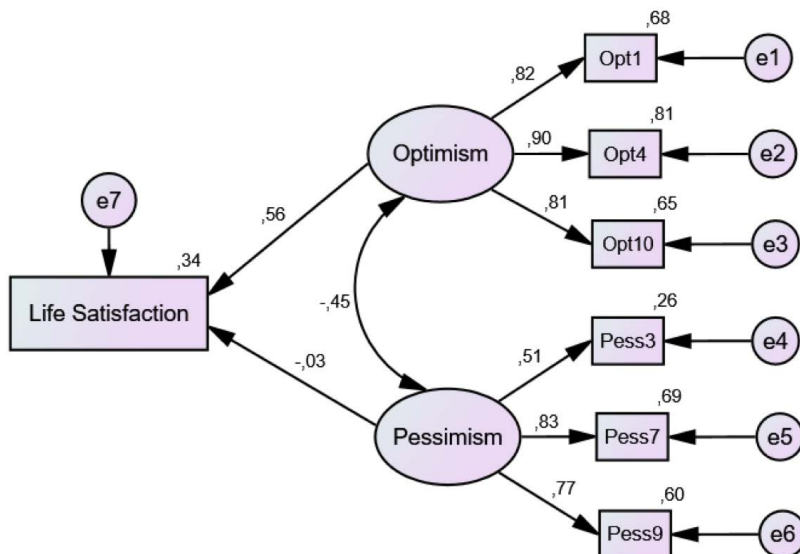 ,68
Opt1
e1
,82
,81
Optimism
,90
Opt4
e2
e7
,56
,81
,65
Opt10
e3
,34
Life Satisfaction
-,45
,26
Pess3
e4
-,03
,51
,69
Pessimism
,83
Pess7
e5
,77
,60
Pess9
e6